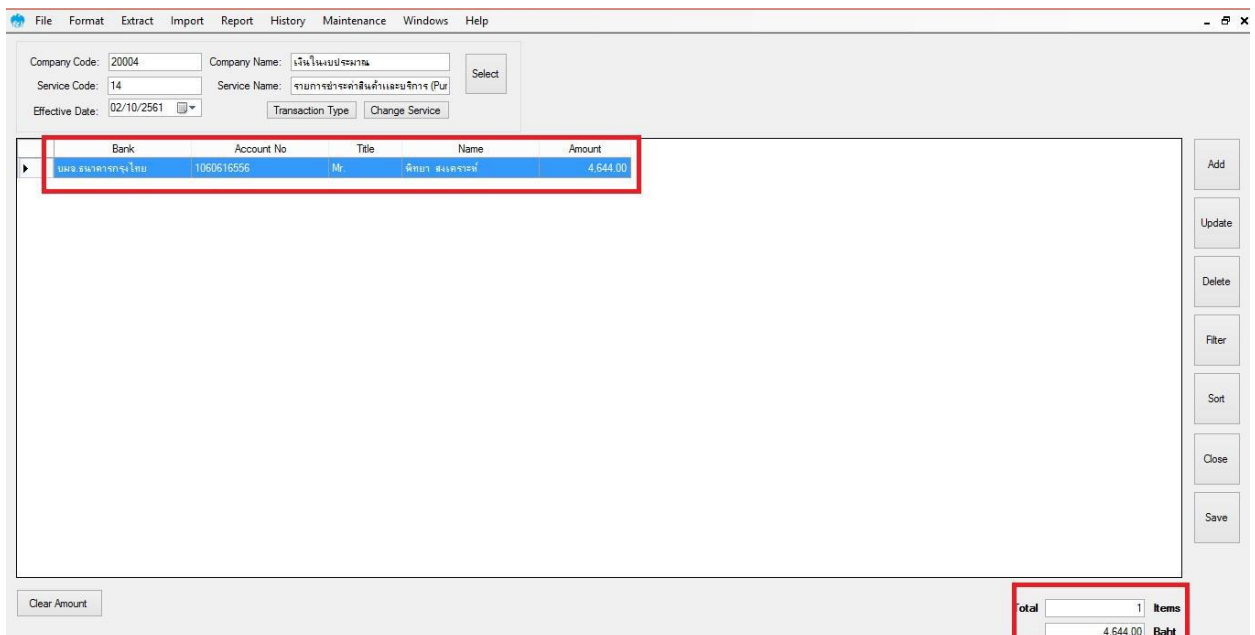 File Format Extract Import Report History Maintenance Windows Help
Company Code: 20004 Company Name: เงินในงบประมาณ
Service Code: 14 Service Name: รายการชำระค่าสินค้าและบริการ (Pur
Select
Effective Date: 02/10/2561 Transaction Type Change Service
Bank Account No Title Name Amount
บมจ.ธนาคารกรุงไทย 1060616556 Mr. พิทยา สงเคราะห์ 4,644.00
Add
Update
Delete
Filter
Sort
Close
Save
Clear Amount
Total 1 Items
4,644.00 Baht